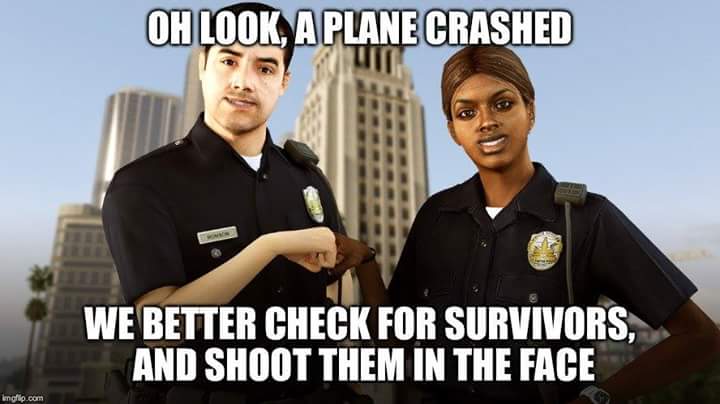 OH LOOK, A PLANE CRASHED
WE BETTER CHECK FOR SURVIVORS,
AND SHOOT THEM IN THE FACE
imgflip.com